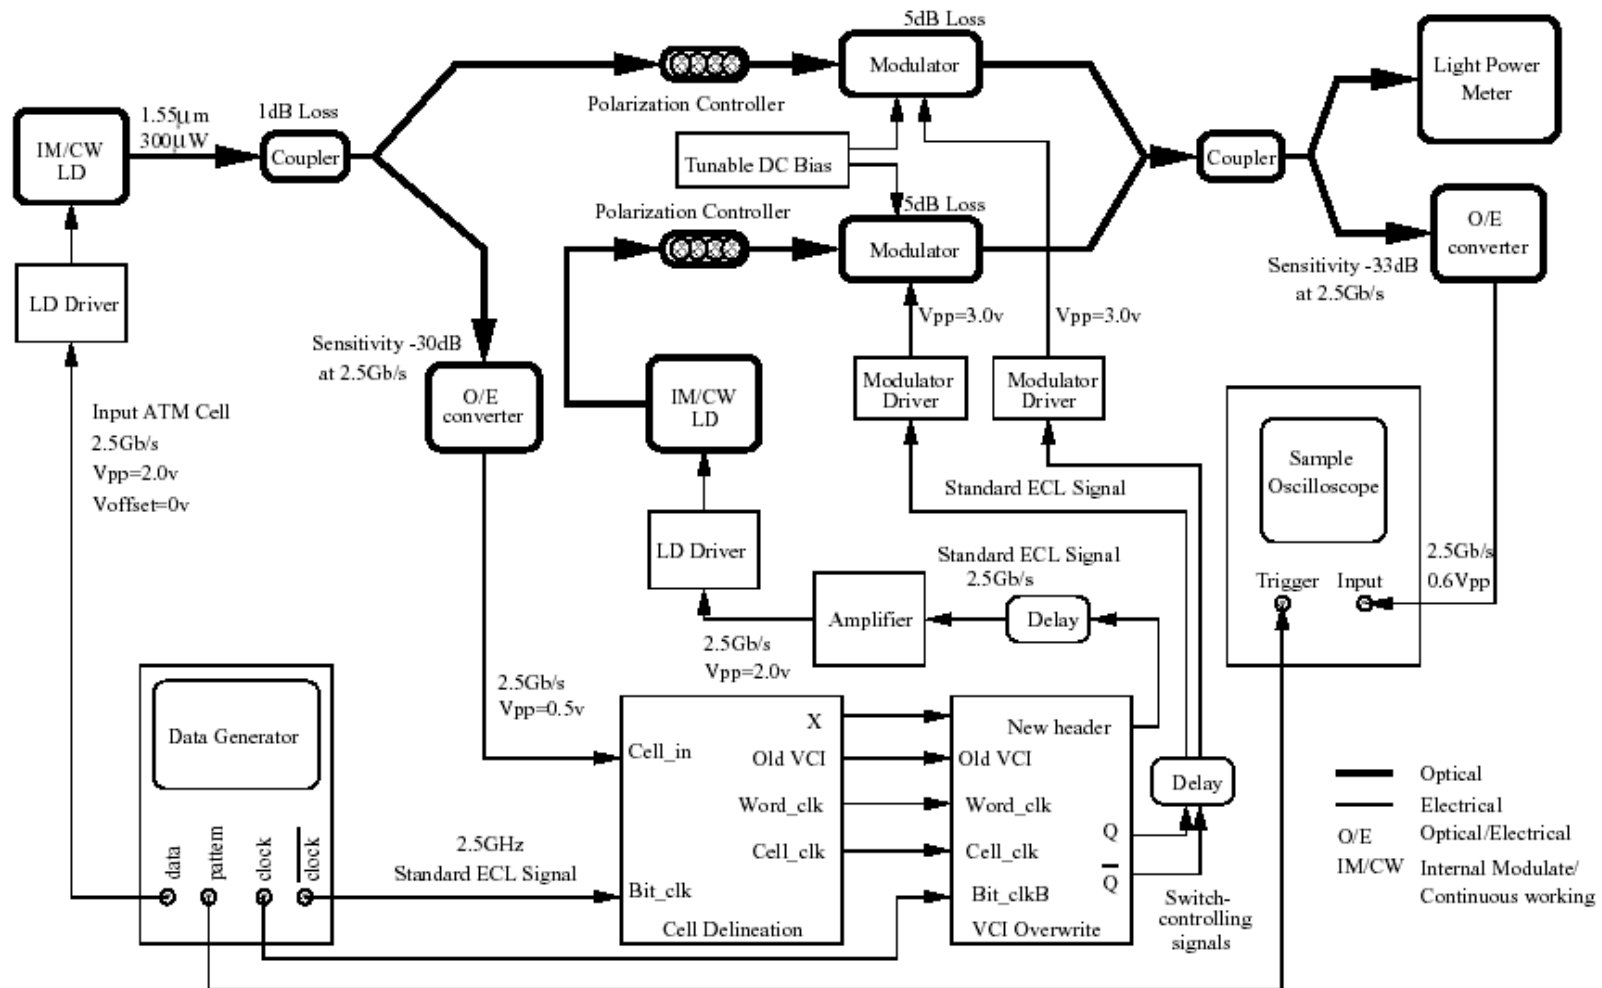 5dB Loss
Modulator
Polarization Controller
Light Power
Meter
1.55μm
300μW
1dB Loss
IM/CW
LD
Coupler
Tunable DC Bias
Coupler
Polarization Controller
5dB Loss
Modulator
O/E
converter
Sensitivity -33dB
at 2.5Gb/s
LD Driver
Vpp=3.0v
Vpp=3.0v
Sensitivity -30dB
at 2.5Gb/s
O/E
converter
IM/CW
LD
Modulator
Driver
Modulator
Driver
Input ATM Cell
2.5Gb/s
Vpp=2.0v
Voffset=0v
Sample
Oscilloscope
Standard ECL Signal
LD Driver
Standard ECL Signal
2.5Gb/s
2.5Gb/s
0.6Vpp
Trigger
Input
Amplifier
Delay
2.5Gb/s
Vpp=2.0v
2.5Gb/s
Vpp=0.5v
Data Generator
data
pattern
clock
clock
2.5GHz
Standard ECL Signal
Cell_in
X
Old VCI
Word_clk
Cell_clk
Bit_clk
Cell Delineation
New header
Old VCI
Word_clk
Q
Cell_clk
Q
Bit_clkB
VCI Overwrite
Delay
Switch-
controlling
signals
Optical
Electrical
O/E Optical/Electrical
IM/CW Internal Modulate/
Continuous working